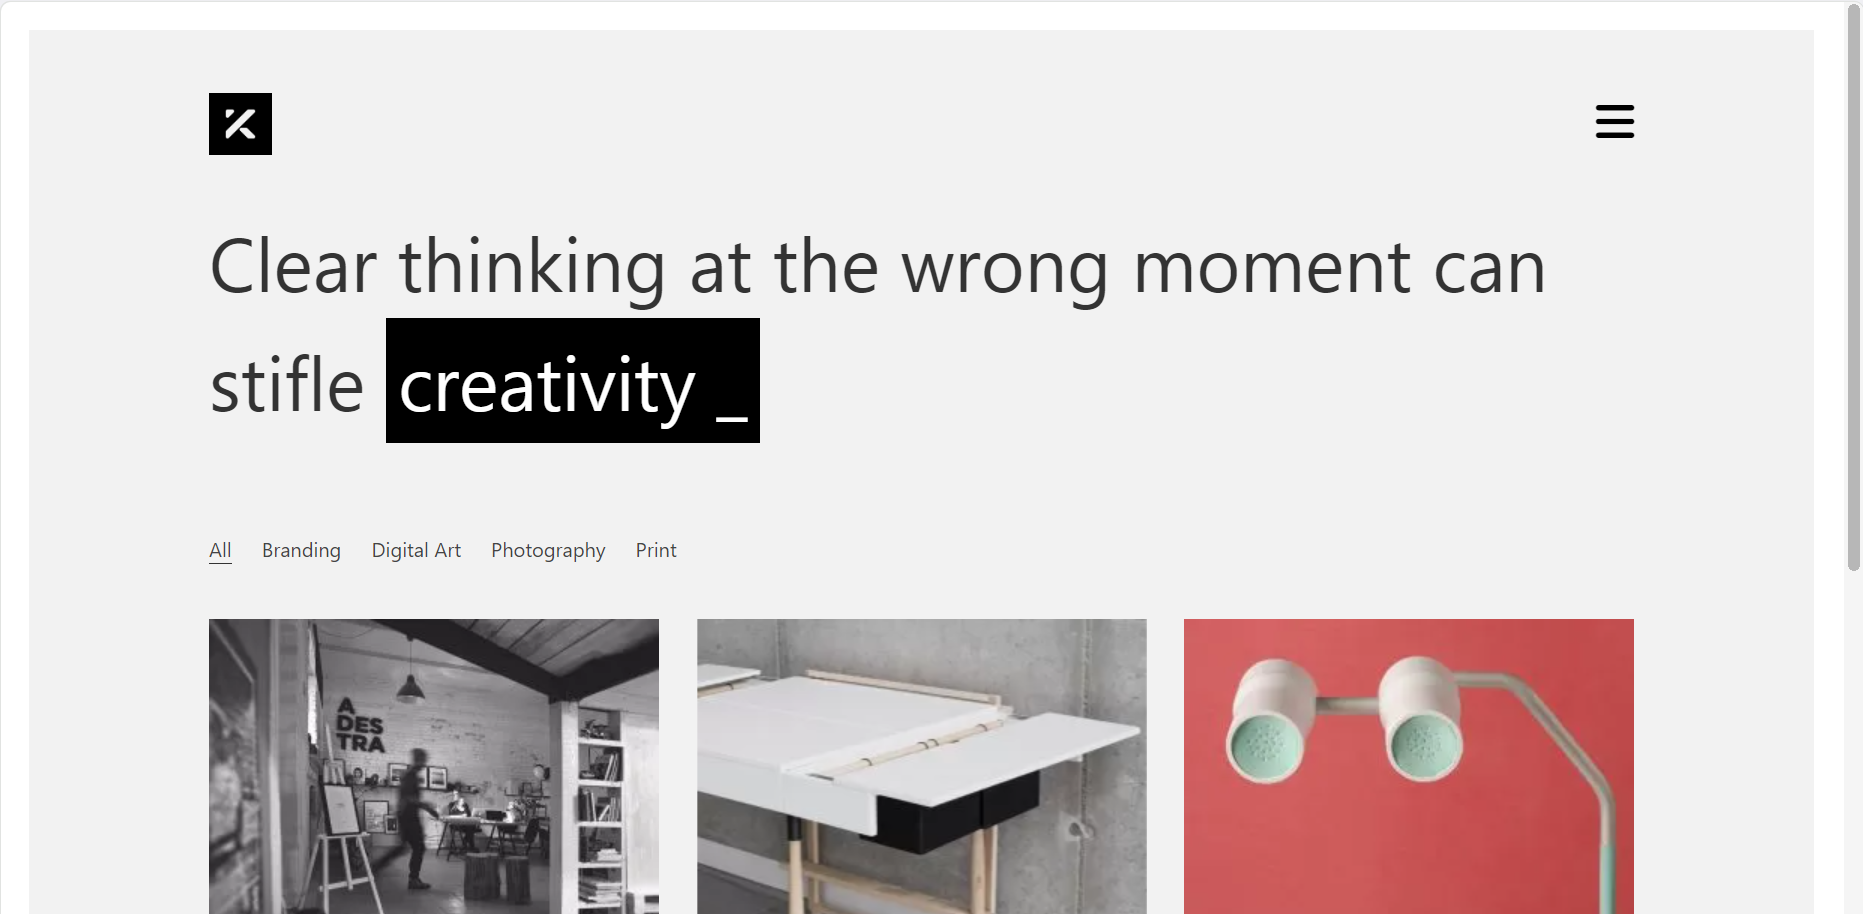 K
Clear thinking at the wrong moment can
stifle creativity _
All Branding Digital Art Photography Print
A
DES
TRA